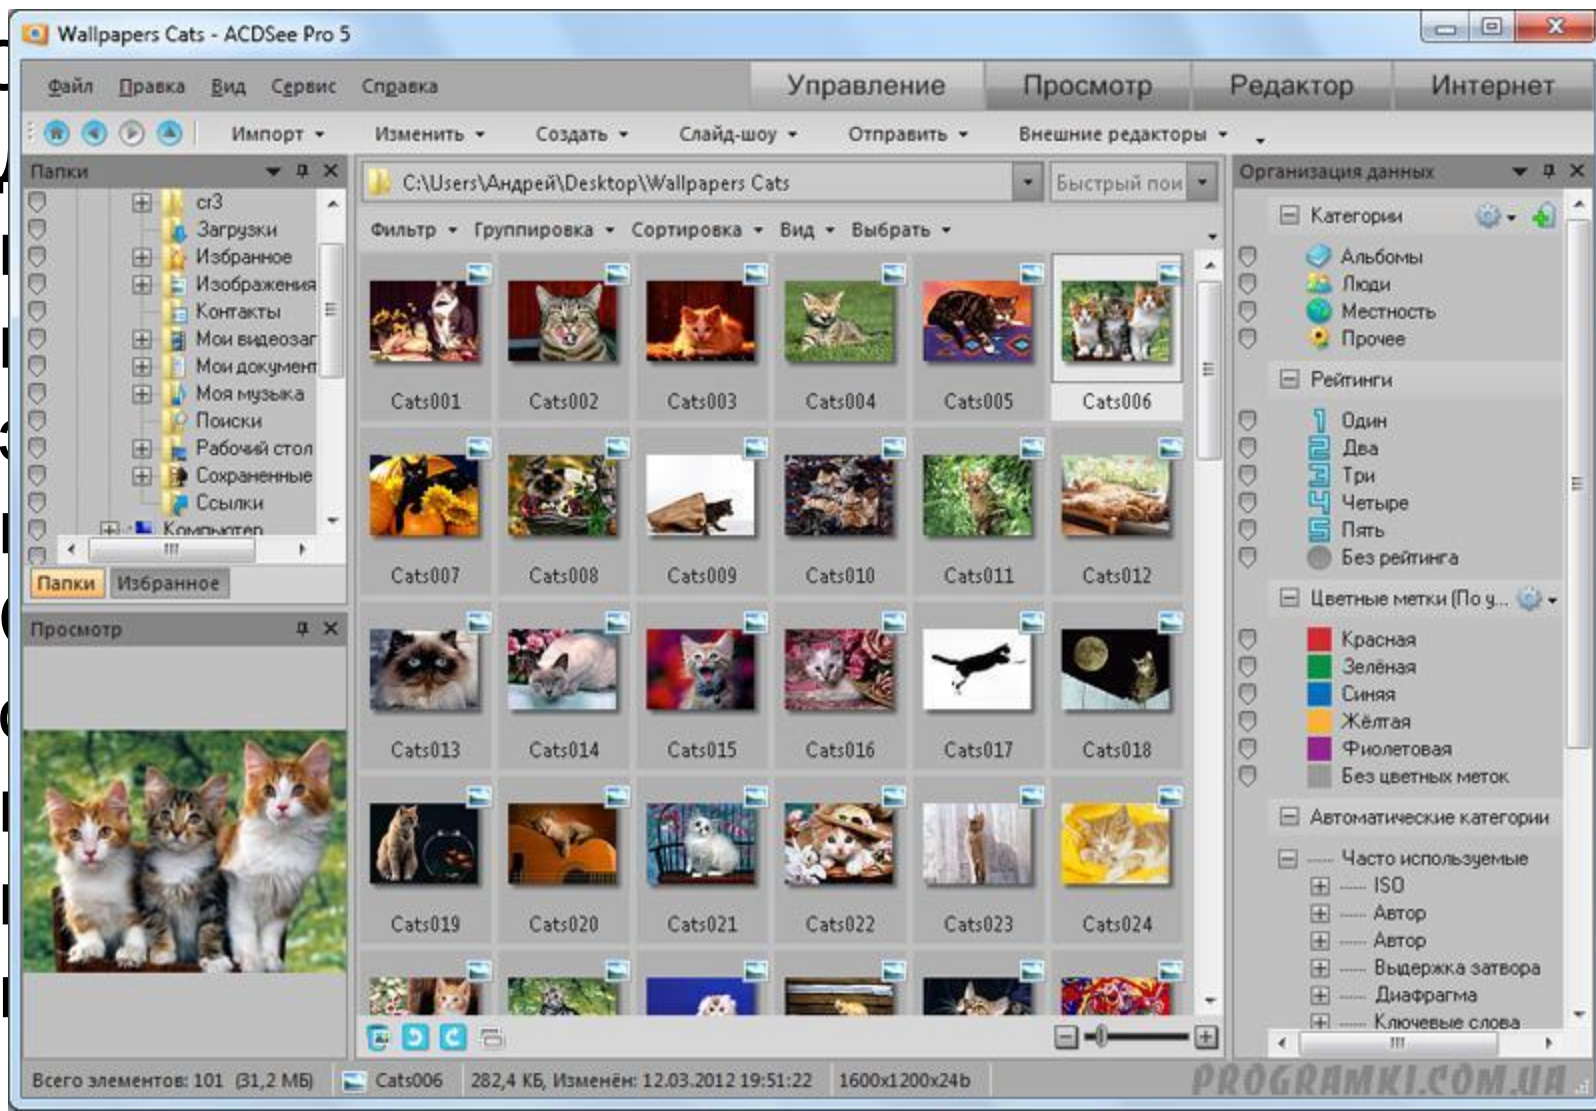 Wallpapers Cats - ACDSee Pro 5
Файл Правка Вид Сервис Справка
Управление Просмотр Редактор Интернет
Импорт Изменить Создать Слайд-шоу Отправить Внешние редакторы
Папки
cr3
Загрузки
Избранное
Изображения
Контакты
Мои видеозаг
Мои документ
Моя музыка
Поиски
Рабочий стол
Сохраненные
Ссылки
Компьютер
Папки Избранное
Просмотр
C:\Users\Андрей\Desktop\Wallpapers Cats
Быстрый пои
Фильтр Группировка Сортировка Вид Выбрать
Cats001 Cats002 Cats003 Cats004 Cats005 Cats006
Cats007 Cats008 Cats009 Cats010 Cats011 Cats012
Cats013 Cats014 Cats015 Cats016 Cats017 Cats018
Cats019 Cats020 Cats021 Cats022 Cats023 Cats024
Организация данных
Категории
Альбомы
Люди
Местность
Прочее
Рейтинги
1 Один
2 Два
3 Три
4 Четыре
5 Пять
Без рейтинга
Цветные метки (По у...
Красная
Зелёная
Синяя
Жёлтая
Фиолетовая
Без цветных меток
Автоматические категории
Часто используемые
ISO
Автор
Автор
Выдержка затвора
Диафрагма
Ключевые слова
Всего элементов: 101 (31,2 МБ) Cats006 282,4 КБ, Изменён: 12.03.2012 19:51:22 1600x1200x24b
PROGRAMKI.COM.UA